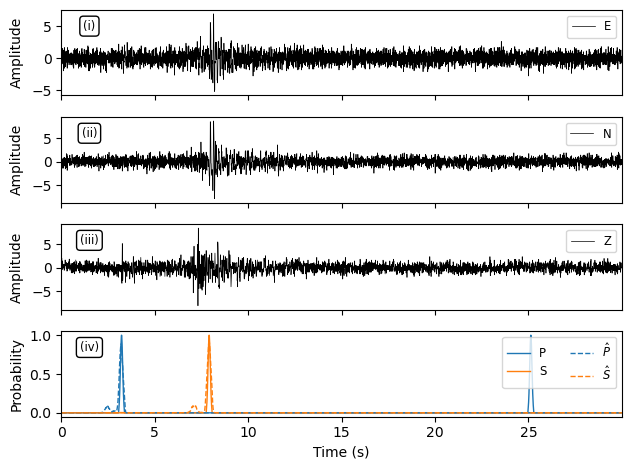 Amplitude
5
0
−5
(i)
E
Amplitude
5
0
−5
(ii)
N
Amplitude
5
0
−5
(iii)
Z
Probability
1.0
0.5
0.0
(iv)
P
S
P̂
Ŝ
0 5 10 15 20 25
Time (s)